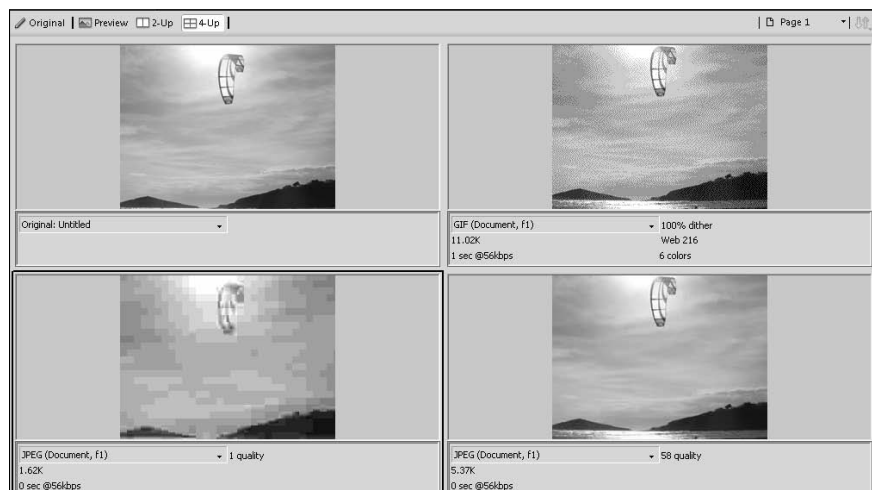 Original Preview 2-Up 4-Up Page 1
Original: Untitled
GIF (Document, f1) 100% dither
11.02K Web 216
1 sec @56kbps 6 colors
JPEG (Document, f1) 1 quality
1.62K
0 sec @56kbps
JPEG (Document, f1) 58 quality
5.37K
0 sec @56kbps